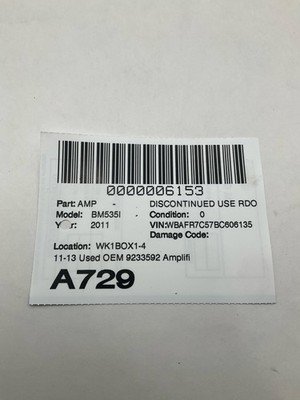 0000006153
Part: AMP - DISCONTINUED USE RDO
Model: BM535I - Condition: 0
Year: 2011 VIN:WBAFR7C57BC606135
Damage Code:
Location: WK1BOX1-4
11-13 Used OEM 9233592 Amplifi
A729